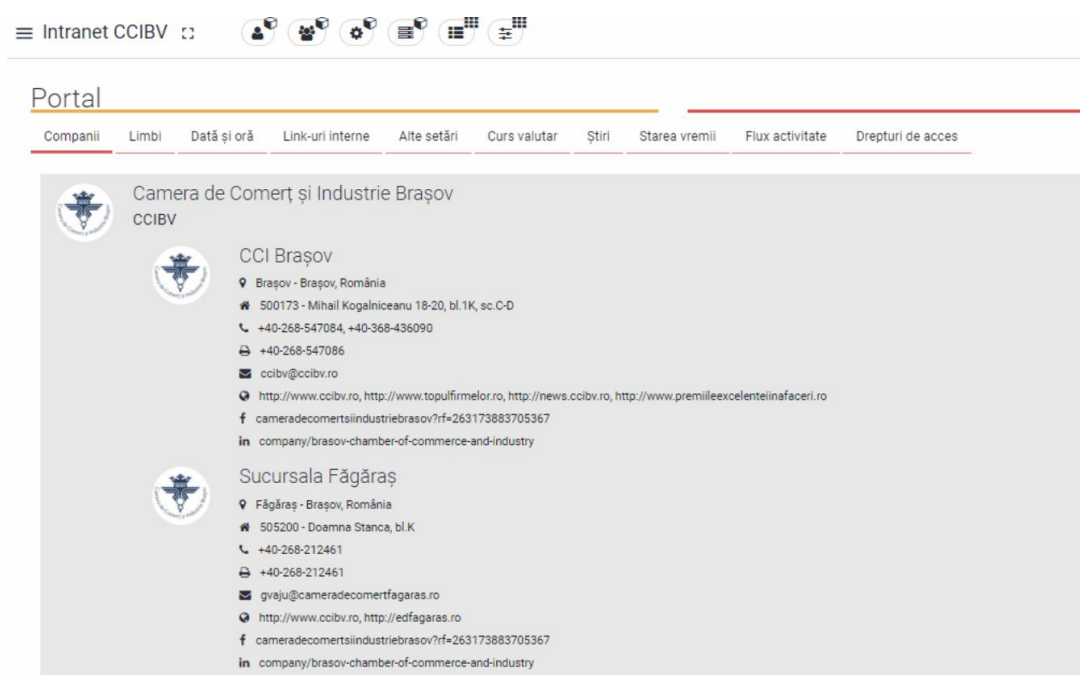 Intranet CCIBV
Portal
Companii Limbi Dată și oră Link-uri interne Alte setări Curs valutar Știri Starea vremii Flux activitate Drepturi de acces
Camera de Comerț și Industrie Brașov
CCIBV
CCI Brașov
Brașov - Brașov, România
500173 - Mihail Kogalniceanu 18-20, bl.1K, sc.C-D
+40-268-547084, +40-368-436090
+40-268-547086
ccibv@ccibv.ro
http://www.ccibv.ro, http://www.topulfirmelor.ro, http://news.ccibv.ro, http://www.premiileexcelenteiinafaceri.ro
cameradecomertsiindustriebrasov?rf=263173883705367
company/brasov-chamber-of-commerce-and-industry
Sucursala Făgăraș
Făgăraș - Brașov, România
505200 - Doamna Stanca, bl.K
+40-268-212461
+40-268-212461
gvaju@cameradecomertfagaras.ro
http://www.ccibv.ro, http://edfagaras.ro
cameradecomertsiindustriebrasov?rf=263173883705367
company/brasov-chamber-of-commerce-and-industry